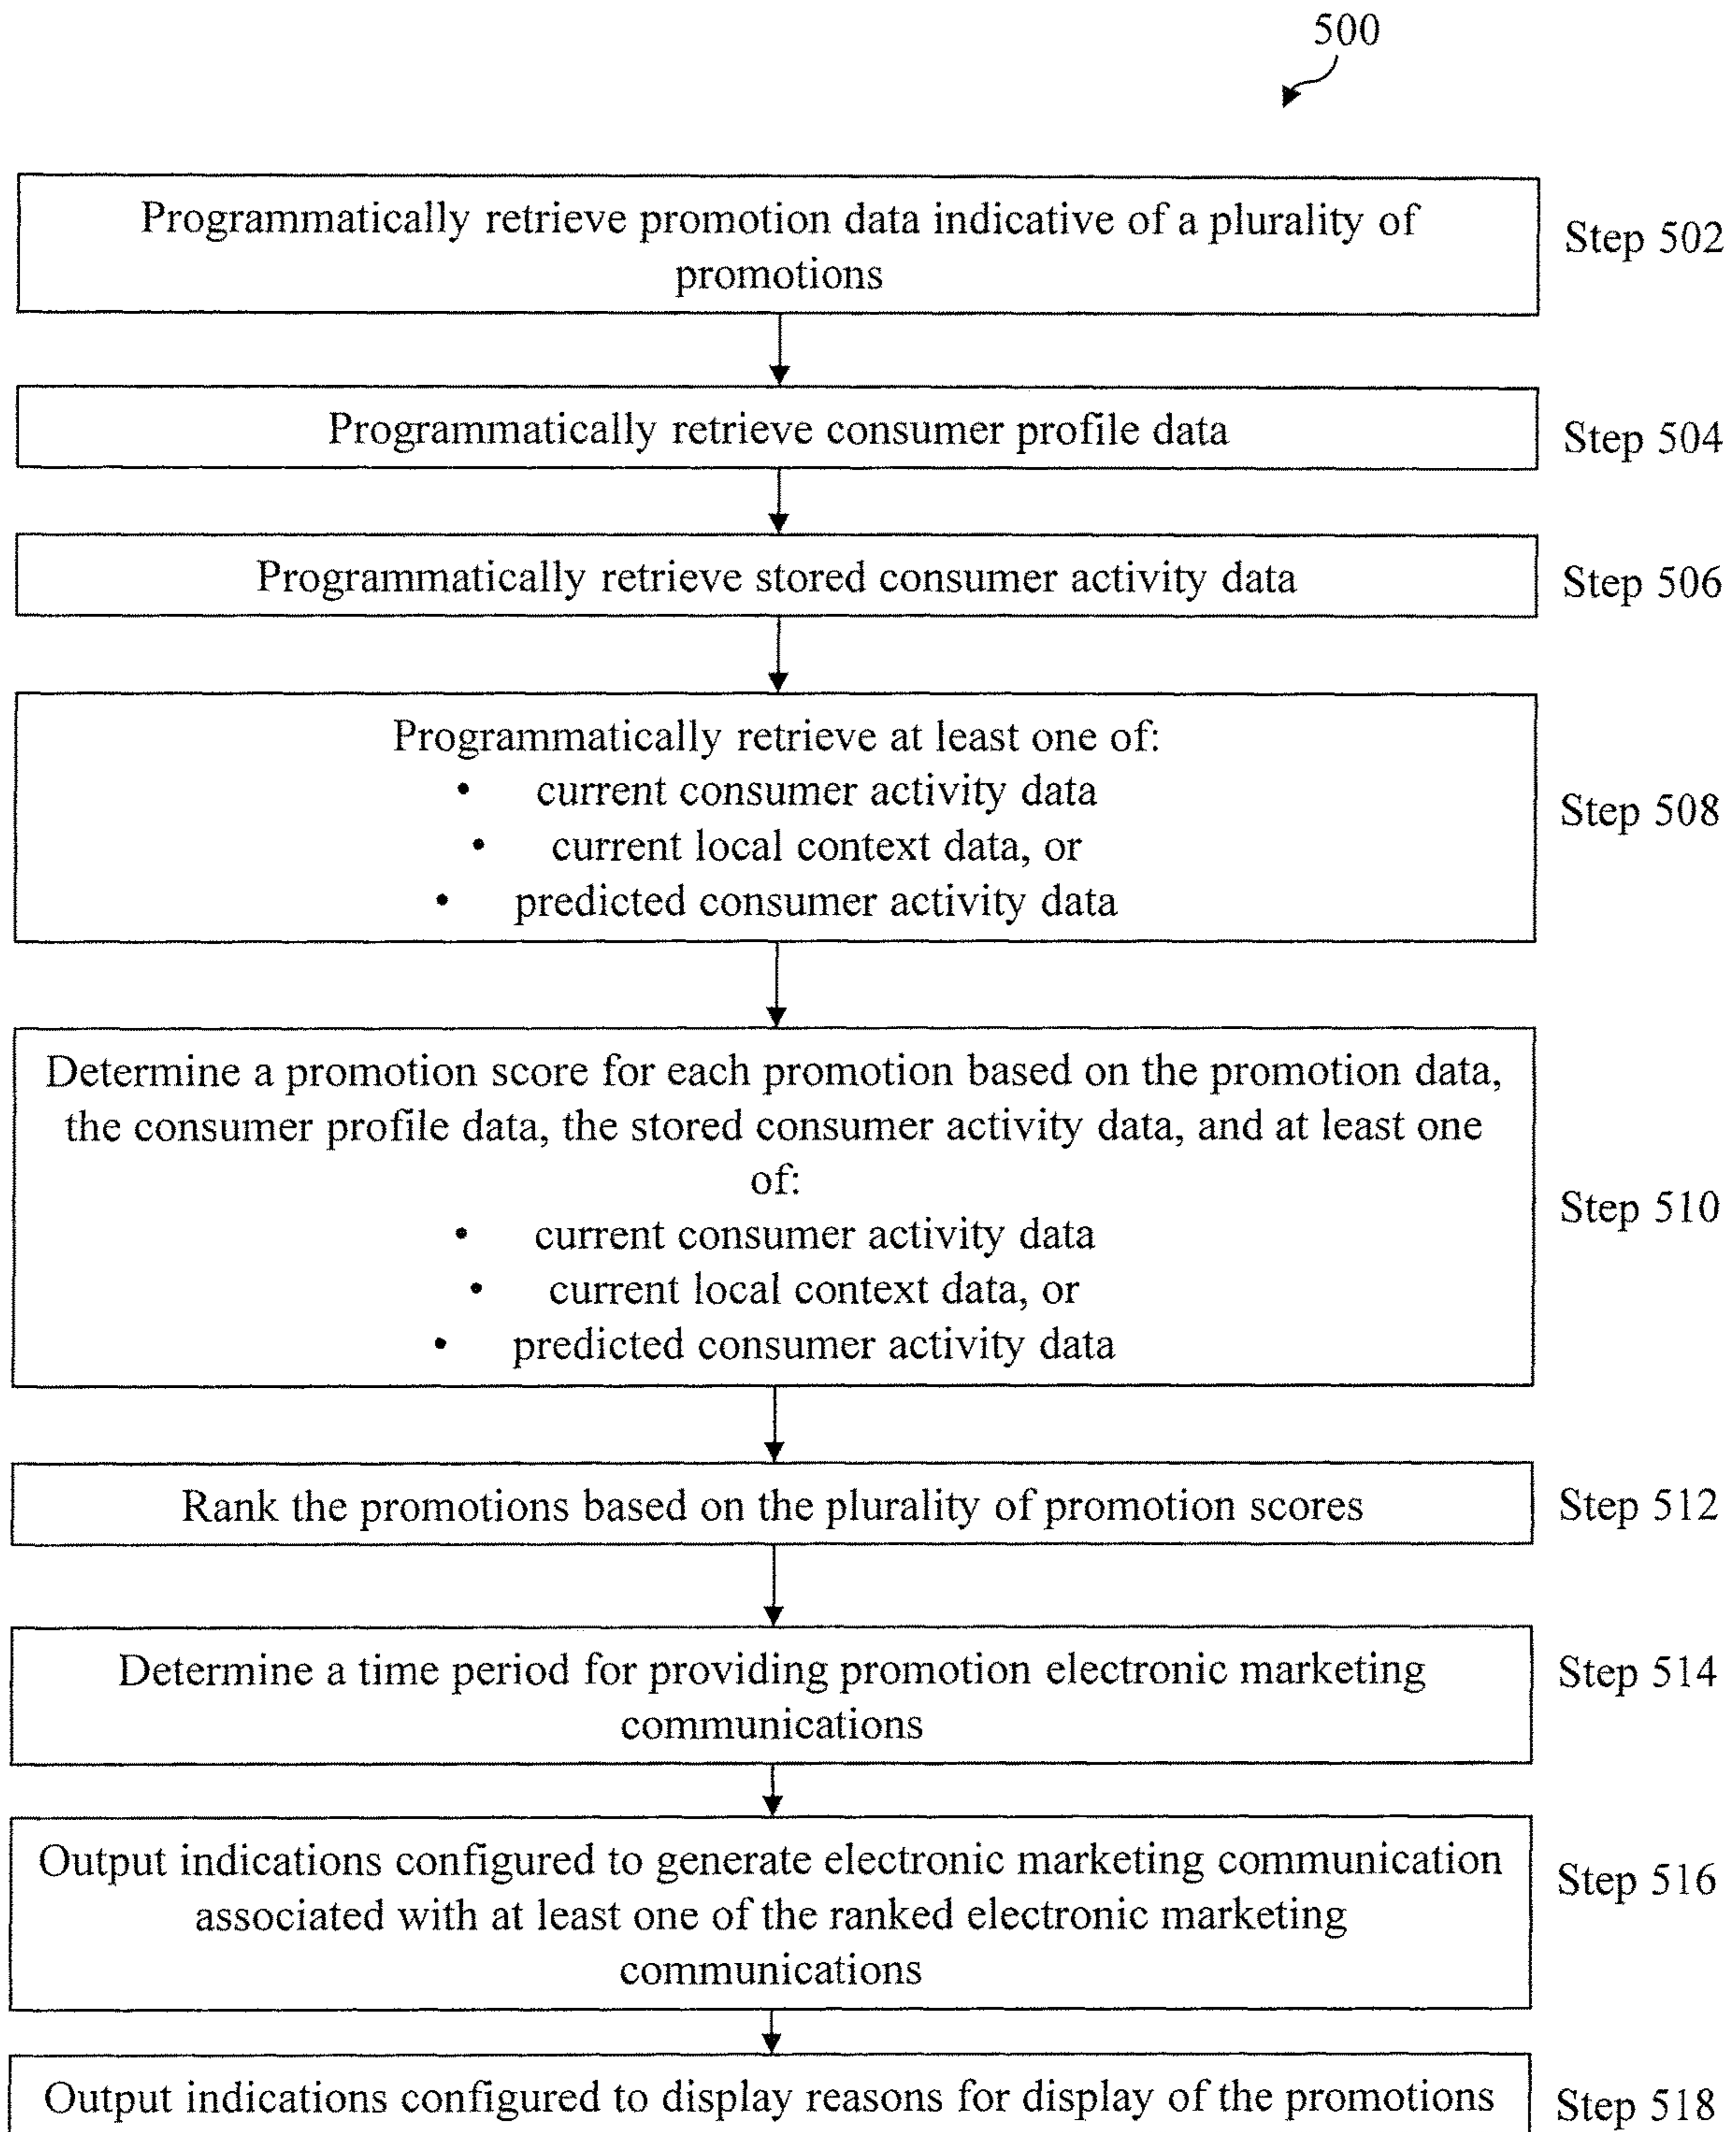 500
Programmatically retrieve promotion data indicative of a plurality of
promotions
Step 502
Programmatically retrieve consumer profile data
Step 504
Programmatically retrieve stored consumer activity data
Step 506
Programmatically retrieve at least one of:
• current consumer activity data
• current local context data, or
• predicted consumer activity data
Step 508
Determine a promotion score for each promotion based on the promotion data,
the consumer profile data, the stored consumer activity data, and at least one
of:
• current consumer activity data
• current local context data, or
• predicted consumer activity data
Step 510
Rank the promotions based on the plurality of promotion scores
Step 512
Determine a time period for providing promotion electronic marketing
communications
Step 514
Output indications configured to generate electronic marketing communication
associated with at least one of the ranked electronic marketing
communications
Step 516
Output indications configured to display reasons for display of the promotions
Step 518